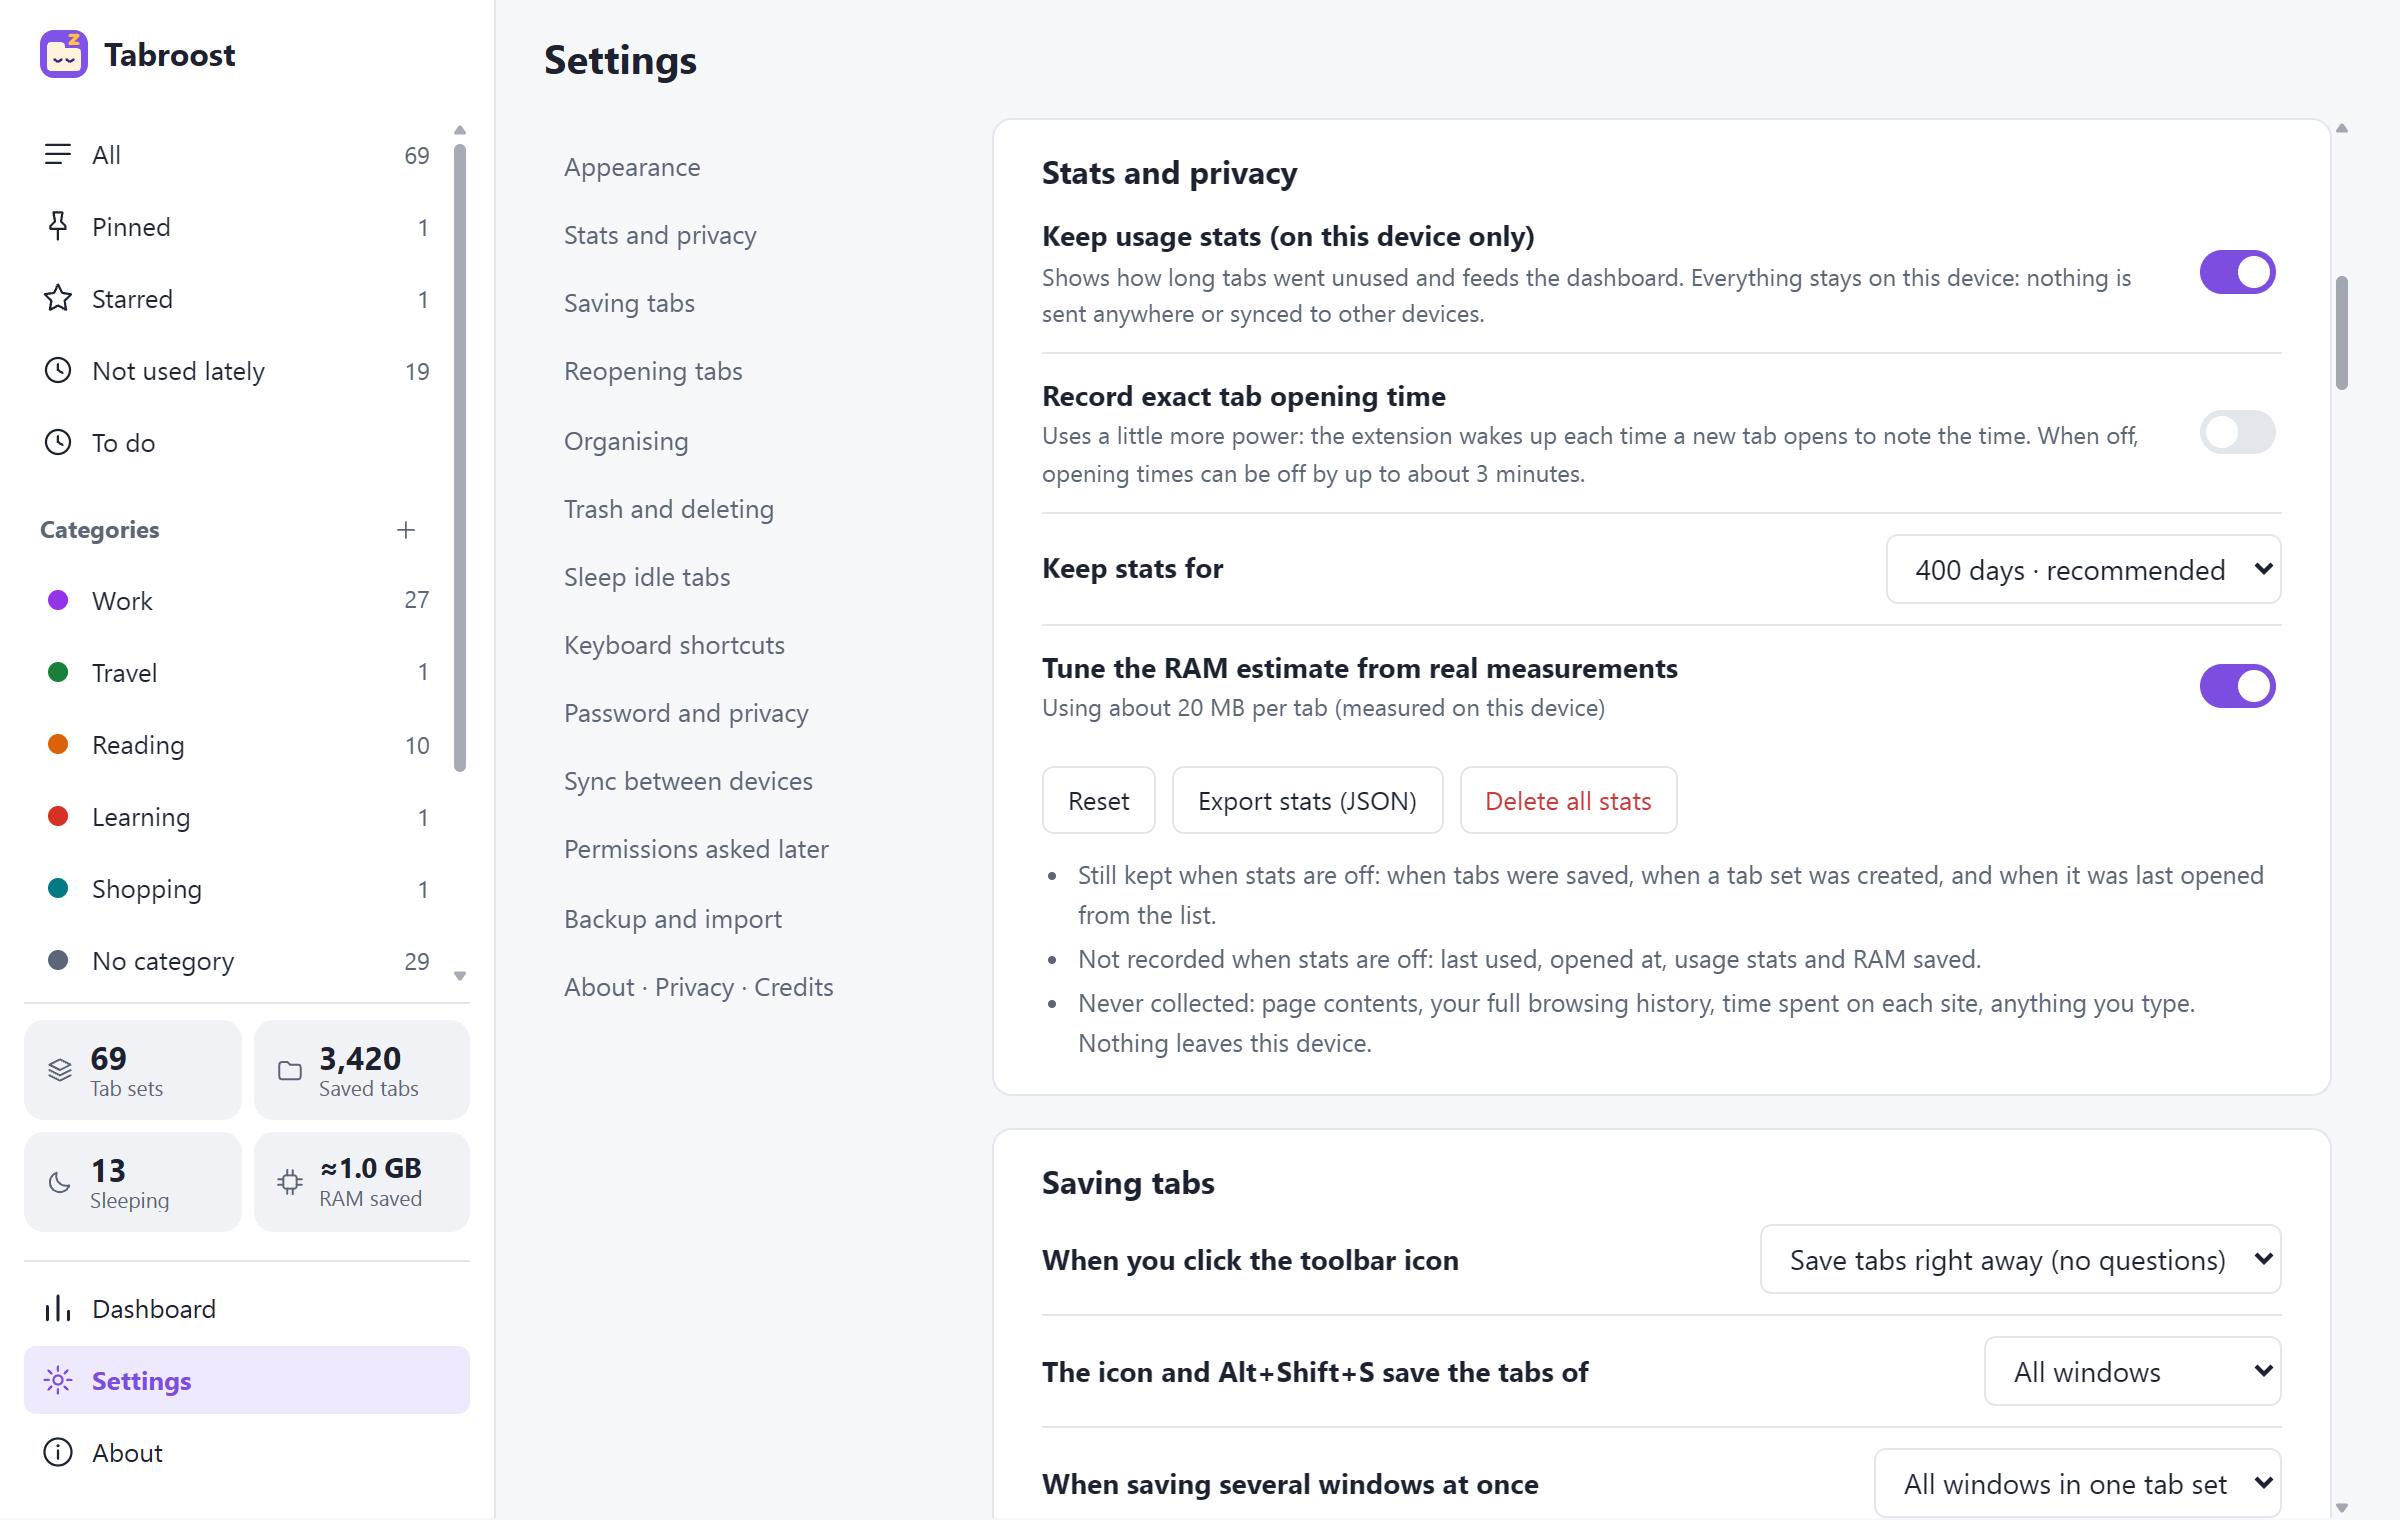 Tabroost
All 69
Pinned 1
Starred 1
Not used lately 19
To do
Categories +
Work 27
Travel 1
Reading 10
Learning 1
Shopping 1
No category 29
69
Tab sets
3,420
Saved tabs
13
Sleeping
≈1.0 GB
RAM saved
Dashboard
Settings
About
Settings
Appearance
Stats and privacy
Saving tabs
Reopening tabs
Organising
Trash and deleting
Sleep idle tabs
Keyboard shortcuts
Password and privacy
Sync between devices
Permissions asked later
Backup and import
About · Privacy · Credits
Stats and privacy
Keep usage stats (on this device only)
Shows how long tabs went unused and feeds the dashboard. Everything stays on this device: nothing is
sent anywhere or synced to other devices.
Record exact tab opening time
Uses a little more power: the extension wakes up each time a new tab opens to note the time. When off,
opening times can be off by up to about 3 minutes.
Keep stats for
400 days · recommended
Tune the RAM estimate from real measurements
Using about 20 MB per tab (measured on this device)
Reset
Export stats (JSON)
Delete all stats
• Still kept when stats are off: when tabs were saved, when a tab set was created, and when it was last opened
from the list.
• Not recorded when stats are off: last used, opened at, usage stats and RAM saved.
• Never collected: page contents, your full browsing history, time spent on each site, anything you type.
Nothing leaves this device.
Saving tabs
When you click the toolbar icon
Save tabs right away (no questions)
The icon and Alt+Shift+S save the tabs of
All windows
When saving several windows at once
All windows in one tab set